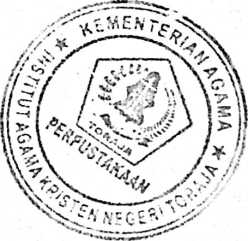 KEMENTERIAN AGAMA
INSTITUT AGAMA KRISTEN NEGERI TORAJA
TORAJA
PERPUSTAKAAN